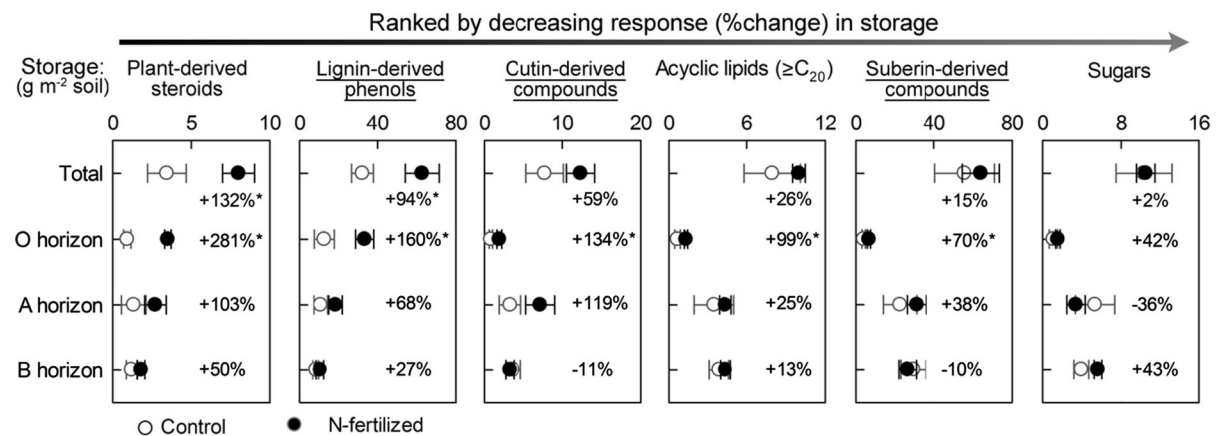 Ranked by decreasing response (%change) in storage
Storage: Plant-derived Lignin-derived Cutin-derived Acyclic lipids (≥C₂₀) Suberin-derived Sugars
(g m⁻² soil) steroids phenols compounds compounds
0 5 10 0 40 80 0 10 20 0 6 12 0 40 80 0 8 16
Total
+132%* +94%* +59% +26% +15% +2%
O horizon +281%* +160%* +134%* +99%* +70%* +42%
A horizon +103% +68% +119% +25% +38% -36%
B horizon +50% +27% -11% +13% -10% +43%
Control N-fertilized